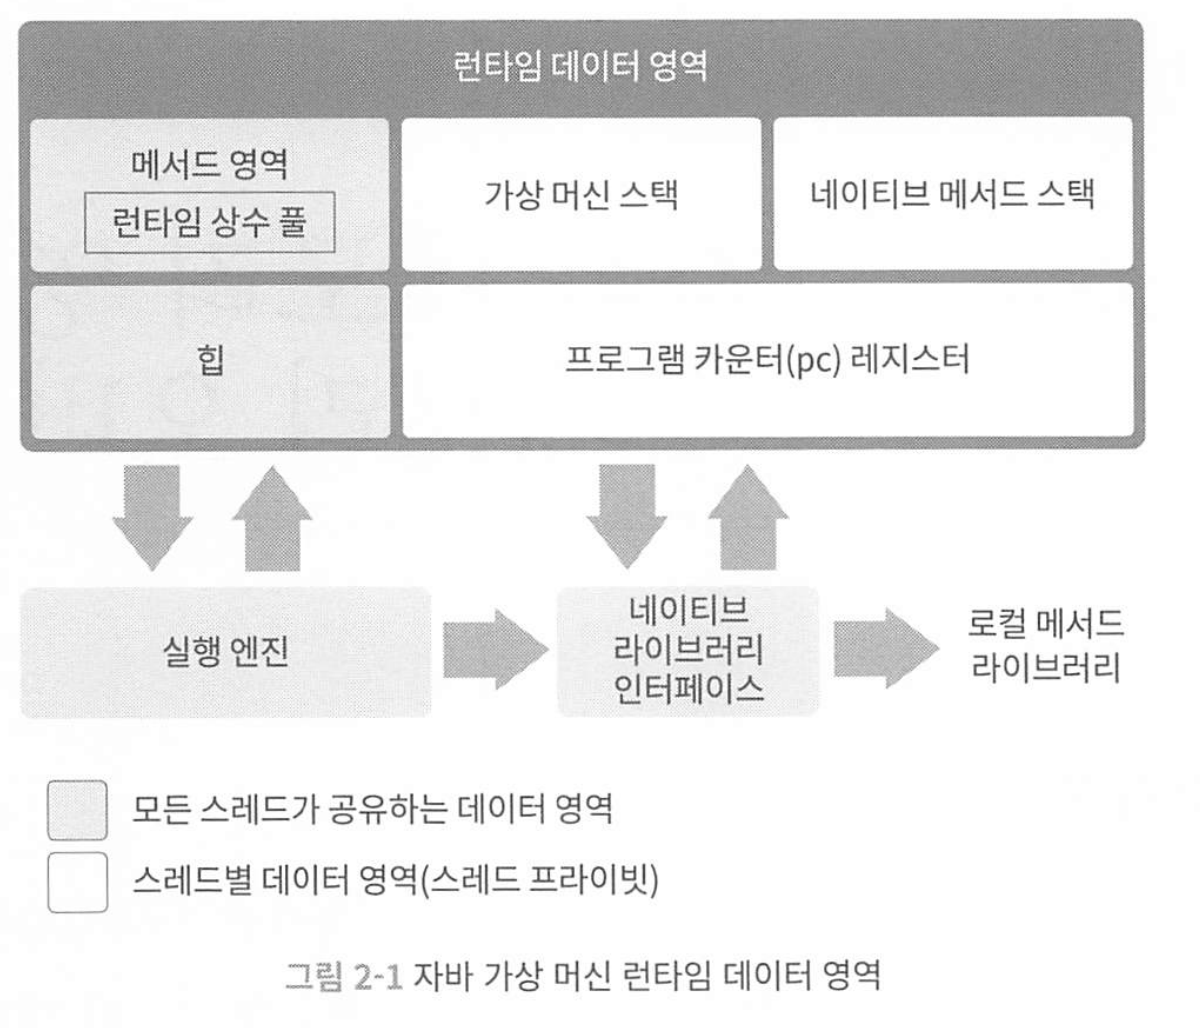 런타임 데이터 영역
메서드 영역
런타임 상수 풀
가상 머신 스택
네이티브 메서드 스택
힙
프로그램 카운터(pc) 레지스터
실행 엔진
네이티브
라이브러리
인터페이스
로컬 메서드
라이브러리
모든 스레드가 공유하는 데이터 영역
스레드별 데이터 영역(스레드 프라이빗)
그림 2-1 자바 가상 머신 런타임 데이터 영역